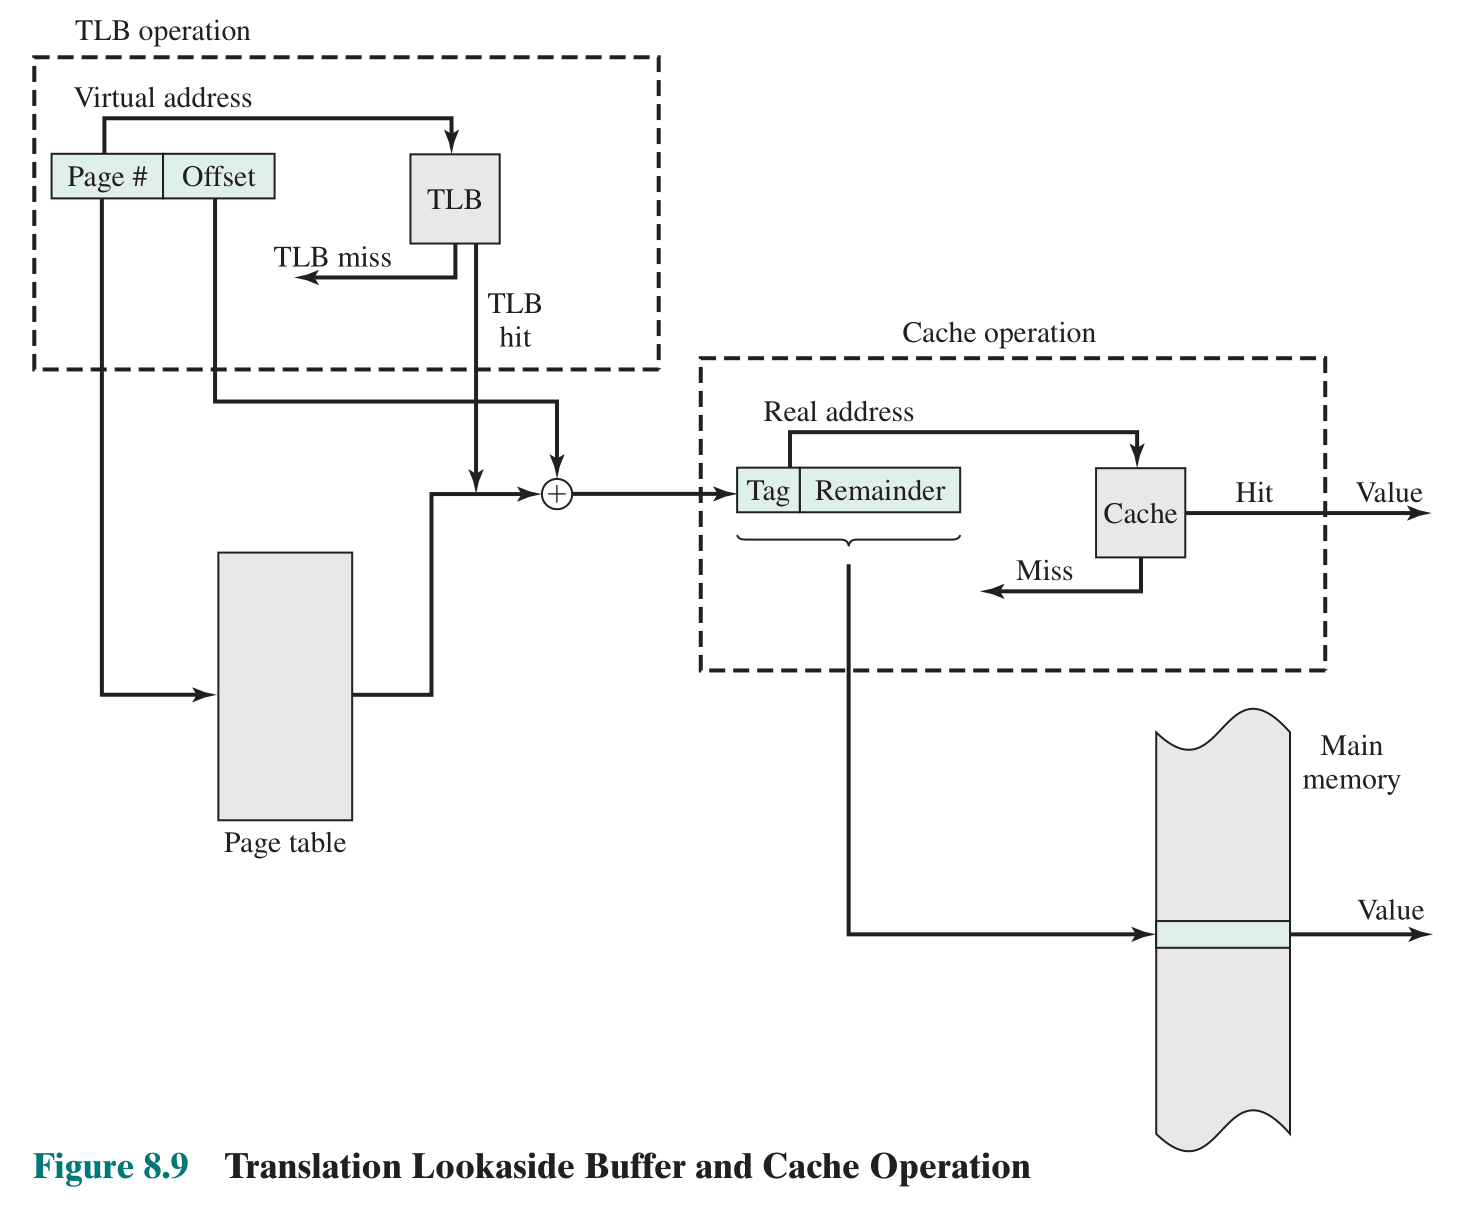 TLB operation
Virtual address
Page #
Offset
TLB
TLB miss
TLB
hit
Cache operation
Real address
Tag
Remainder
+
Cache
Hit
Value
Miss
Page table
Main
memory
Value
Figure 8.9 Translation Lookaside Buffer and Cache Operation